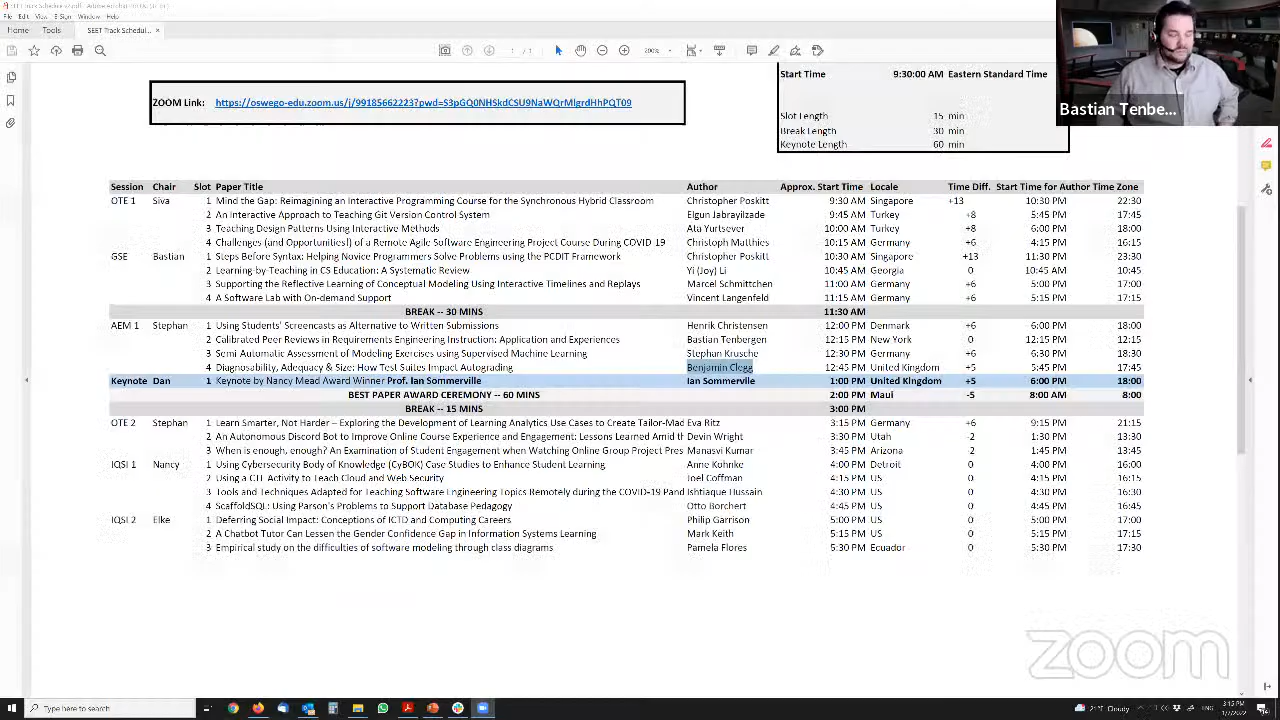 SEET Track Schedul...
File Edit View E-Sign Window Help
Home Tools SEET Track Schedul... ×
200%
Start Time 9:30:00 AM Eastern Standard Time
ZOOM Link: https://oswego-edu.zoom.us/j/99185662223?pwd=S3pGQ0NHSkdCSU9NaWQrMlgrdHhPQT09
Slot Length 15 min
Break Length 30 min
Keynote Length 60 min
Bastian Tenbe...
Session Chair Slot Paper Title Author Approx. Start Time Locale Time Diff. Start Time for Author Time Zone
OTE 1 Siva 1 Mind the Gap: Reimagining an Interactive Programming Course for the Synchronous Hybrid Classroom Christopher Poskitt 9:30 AM Singapore +13 10:30 PM 22:30
2 An Interactive Approach to Teaching Git Version Control System Elgun Jabrayilzade 9:45 AM Turkey +8 5:45 PM 17:45
3 Teaching Design Patterns Using Interactive Methods Ata Yurtsever 10:00 AM Turkey +8 6:00 PM 18:00
4 Challenges (and Opportunities!) of a Remote Agile Software Engineering Project Course During COVID-19 Christoph Matthies 10:15 AM Germany +6 4:15 PM 16:15
GSE Bastian 1 Steps Before Syntax: Helping Novice Programmers Solve Problems using the PCDIT Framework Christopher Poskitt 10:30 AM Singapore +13 11:30 PM 23:30
2 Learning-by-Teaching in CS Education: A Systematic Review Yi (Joy) Li 10:45 AM Georgia 0 10:45 AM 10:45
3 Supporting the Reflective Learning of Conceptual Modeling Using Interactive Timelines and Replays Marcel Schmittchen 11:00 AM Germany +6 5:00 PM 17:00
4 A Software Lab with On-demand Support Vincent Langenfeld 11:15 AM Germany +6 5:15 PM 17:15
BREAK -- 30 MINS 11:30 AM
AEM 1 Stephan 1 Using Students' Screencasts as Alternative to Written Submissions Henrik Christensen 12:00 PM Denmark +6 6:00 PM 18:00
2 Calibrated Peer Reviews in Requirements Engineering Instruction: Application and Experiences Bastian Tenbergen 12:15 PM New York 0 12:15 PM 12:15
3 Semi Automatic Assessment of Modeling Exercises using Supervised Machine Learning Stephan Krusche 12:30 PM Germany +6 6:30 PM 18:30
4 Diagnosability, Adequacy & Size: How Test Suites Impact Autograding Benjamin Clegg 12:45 PM United Kingdom +5 5:45 PM 17:45
Keynote Dan 1 Keynote by Nancy Mead Award Winner Prof. Ian Sommerville Ian Sommervile 1:00 PM United Kingdom +5 6:00 PM 18:00
BEST PAPER AWARD CEREMONY -- 60 MINS 2:00 PM Maui -5 8:00 AM 8:00
BREAK -- 15 MINS 3:00 PM
OTE 2 Stephan 1 Learn Smarter, Not Harder – Exploring the Development of Learning Analytics Use Cases to Create Tailor-Mad Eva Ritz 3:15 PM Germany +6 9:15 PM 21:15
2 An Autonomous Discord Bot to Improve Online Course Experience and Engagement: Lessons Learned Amid th Devin Wright 3:30 PM Utah -2 1:30 PM 13:30
3 When is enough, enough? An Examination of Student Engagement when Watching Online Group Project Pres Manasvi Kumar 3:45 PM Arizona -2 1:45 PM 13:45
IQSI 1 Nancy 1 Using Cybersecurity Body of Knowledge (CyBOK) Case Studies to Enhance Student Learning Anne Kohnke 4:00 PM Detroit 0 4:00 PM 16:00
2 Using a CTF Activity to Teach Cloud and Web Security Joel Coffman 4:15 PM US 0 4:15 PM 16:15
3 Tools and Techniques Adapted for Teaching Software Engineering Topics Remotely during the COVID-19 Pand Ishtiaque Hussain 4:30 PM US 0 4:30 PM 16:30
4 ScaffoldSQL: Using Parson's Problems to Support Database Pedagogy Otto Borchert 4:45 PM US 0 4:45 PM 16:45
IQSI 2 Elke 1 Deferring Social Impact: Conceptions of ICTD and Computing Careers Philip Garrison 5:00 PM US 0 5:00 PM 17:00
2 A Chatbot Tutor Can Lessen the Gender Confidence Gap in Information Systems Learning Mark Keith 5:15 PM US 0 5:15 PM 17:15
3 Empirical study on the difficulties of software modeling through class diagrams Pamela Flores 5:30 PM Ecuador 0 5:30 PM 17:30
zoom
Type here to search 21°F Cloudy ENG 3:15 PM
1/7/2022